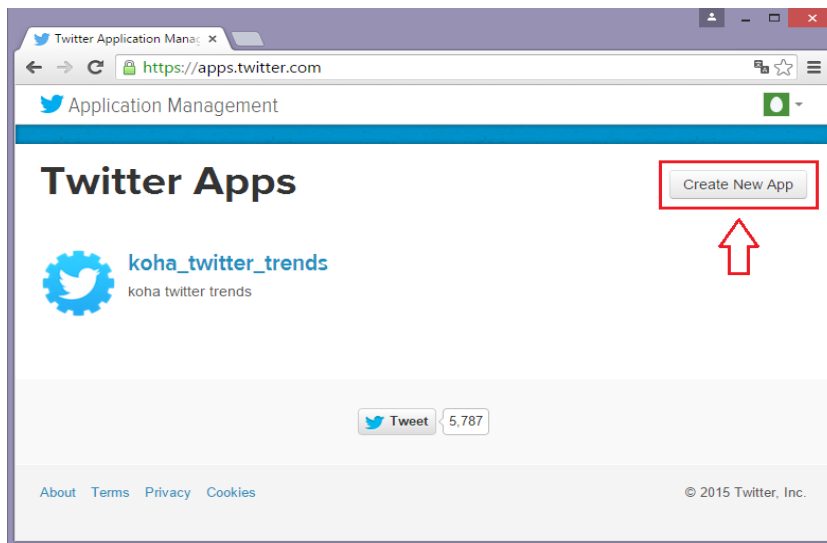 Twitter Application Manag
https://apps.twitter.com
Application Management
Twitter Apps
Create New App
koha_twitter_trends
koha twitter trends
Tweet 5,787
About Terms Privacy Cookies © 2015 Twitter, Inc.